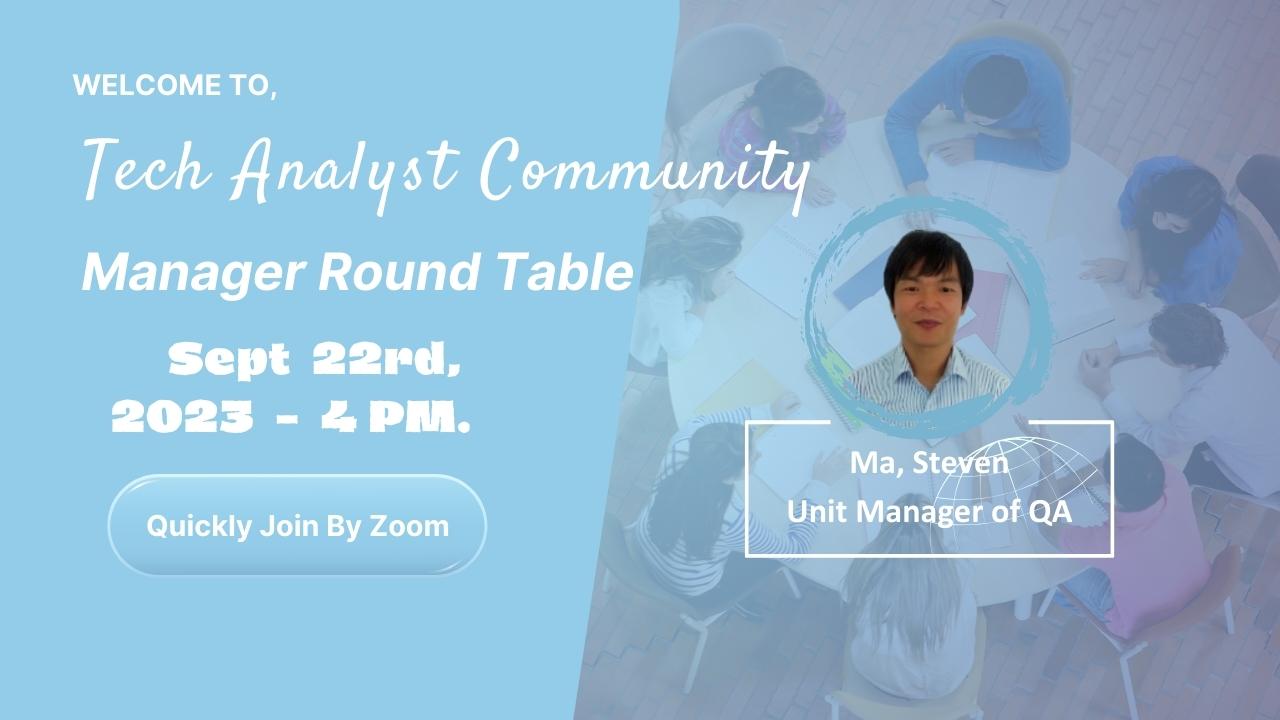 WELCOME TO,
Tech Analyst Community
Manager Round Table
Sept 22rd,
2023 - 4 PM.
Quickly Join By Zoom
Ma, Steven
Unit Manager of QA